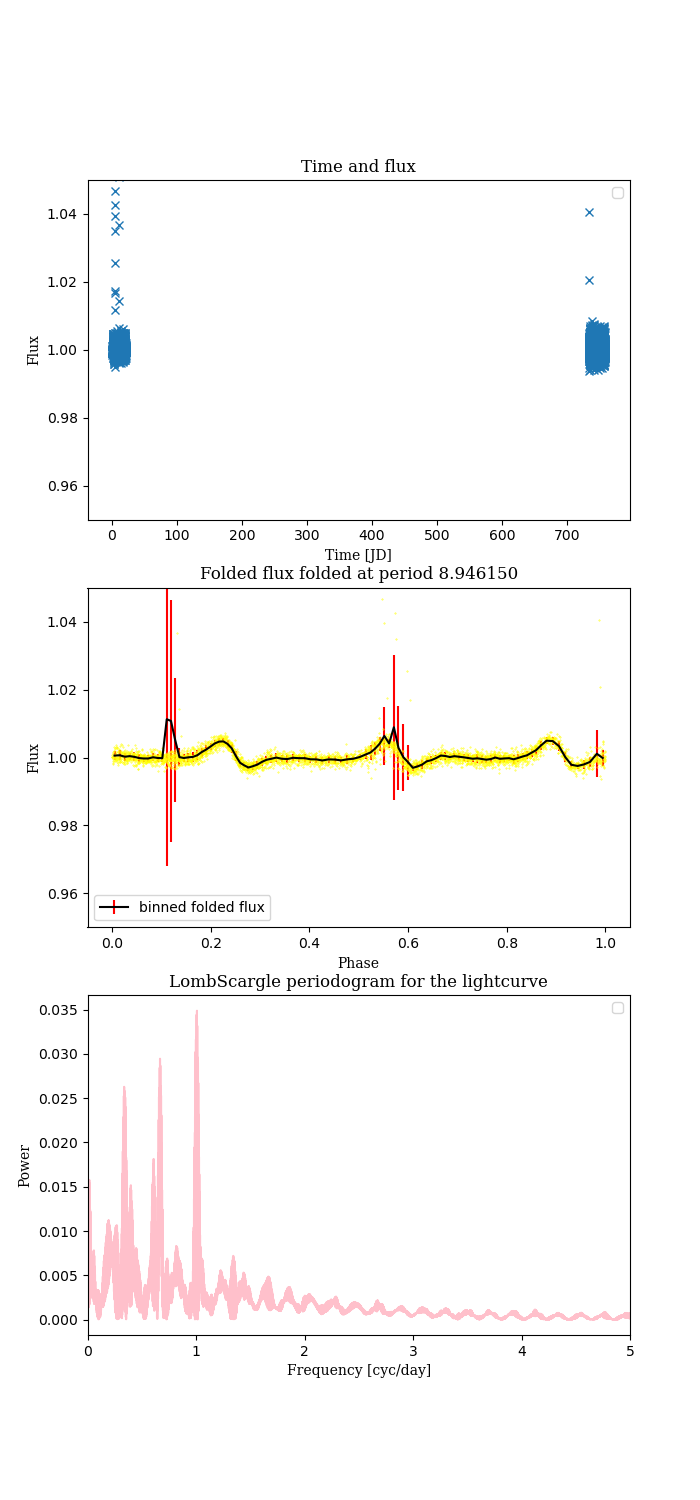 Time and flux
1.04
1.02
1.00
0.98
0.96
Flux
0 100 200 300 400 500 600 700
Time [JD]
Folded flux folded at period 8.946150
1.04
1.02
1.00
0.98
0.96
Flux
binned folded flux
0.0 0.2 0.4 0.6 0.8 1.0
Phase
LombScargle periodogram for the lightcurve
0.035
0.030
0.025
0.020
0.015
0.010
0.005
0.000
Power
0 1 2 3 4 5
Frequency [cyc/day]